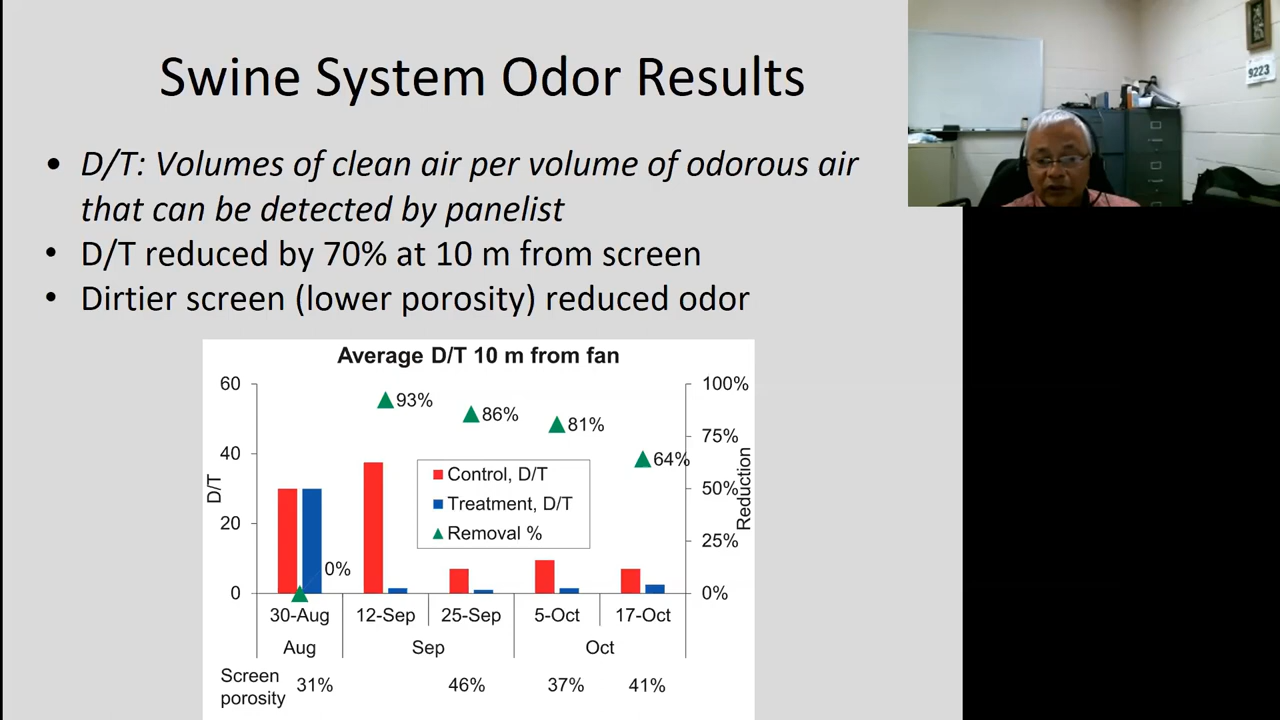 Swine System Odor Results
• D/T: Volumes of clean air per volume of odorous air
that can be detected by panelist
• D/T reduced by 70% at 10 m from screen
• Dirtier screen (lower porosity) reduced odor
9223
Average D/T 10 m from fan
60
40
20
0
D/T
100%
75%
50%
25%
0%
Reduction
0%
93%
86%
81%
64%
Control, D/T
Treatment, D/T
Removal %
30-Aug 12-Sep 25-Sep 5-Oct 17-Oct
Aug Sep Oct
Screen
porosity 31% 46% 37% 41%